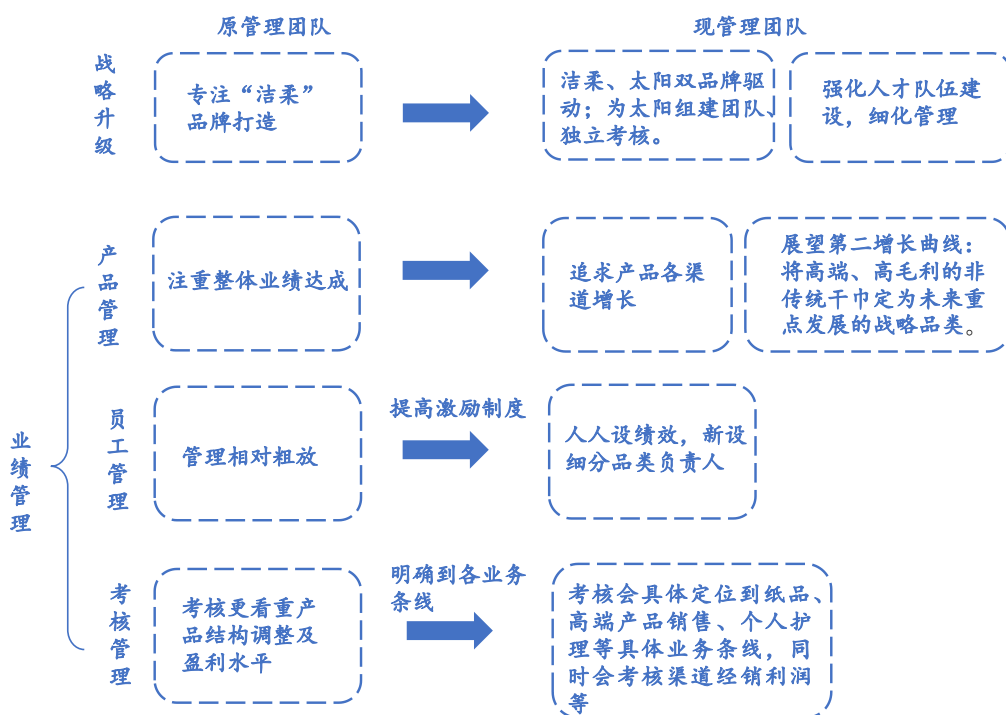 原管理团队
现管理团队
战略升级
专注“洁柔”
品牌打造
洁柔、太阳双品牌驱
动；为太阳组建团队、
独立考核。
强化人才队伍建
设，细化管理
业绩管理
产品管理
注重整体业绩达成
追求产品各渠
道增长
展望第二增长曲线：
将高端、高毛利的非
传统干巾定为未来重
点发展的战略品类。
员工管理
管理相对粗放
提高激励制度
人人设绩效，新设
细分品类负责人
考核管理
考核更看重产
品结构调整及
盈利水平
明确到各业务
条线
考核会具体定位到纸品、
高端产品销售、个人护
理等具体业务条线，同
时会考核渠道经销利润
等